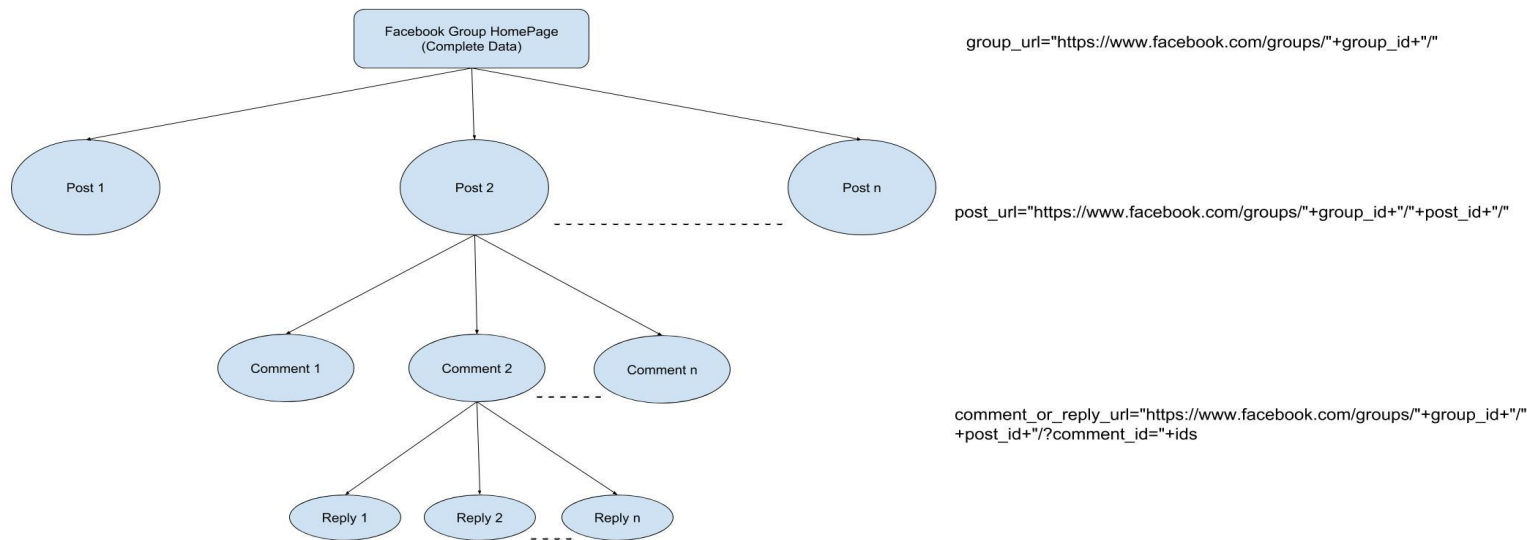 Facebook Group HomePage
(Complete Data)
group_url="https://www.facebook.com/groups/"+group_id+"/"
Post 1
Post 2
Post n
post_url="https://www.facebook.com/groups/"+group_id+"/"+post_id+"/"
Comment 1
Comment 2
Comment n
comment_or_reply_url="https://www.facebook.com/groups/"+group_id+"/"
+post_id+"/?comment_id="+ids
Reply 1
Reply 2
Reply n